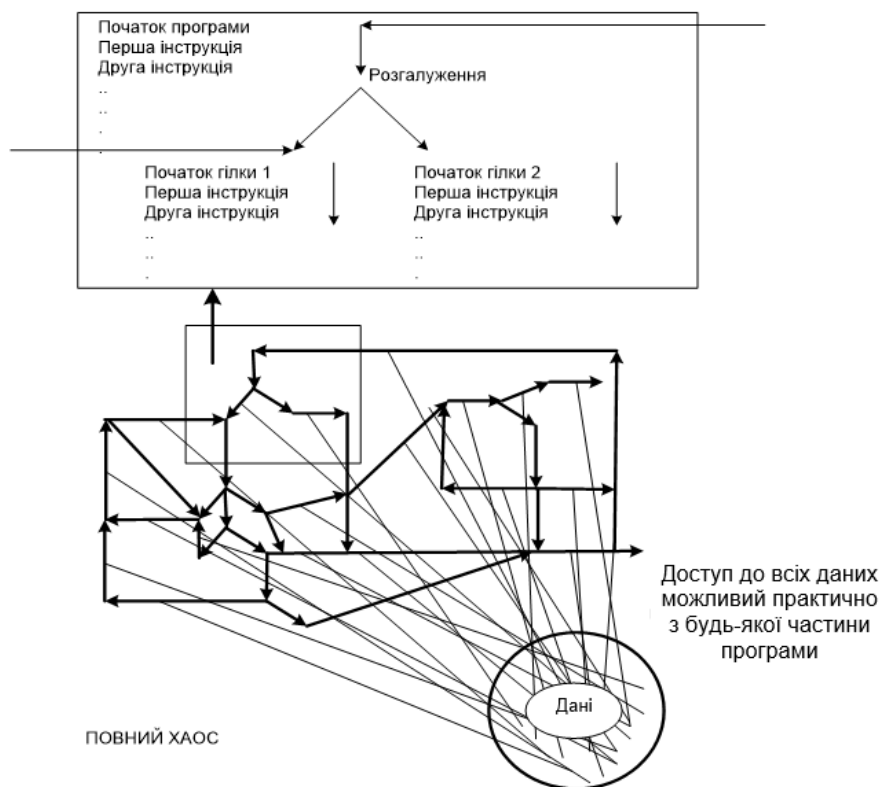 Початок програми
Перша інструкція
Друга інструкція
..
..
.
.
Розгалуження
Початок гілки 1
Перша інструкція
Друга інструкція
..
..
.
Початок гілки 2
Перша інструкція
Друга інструкція
..
..
.
Доступ до всіх даних
можливий практично
з будь-якої частини
програми
Дані
ПОВНИЙ ХАОС